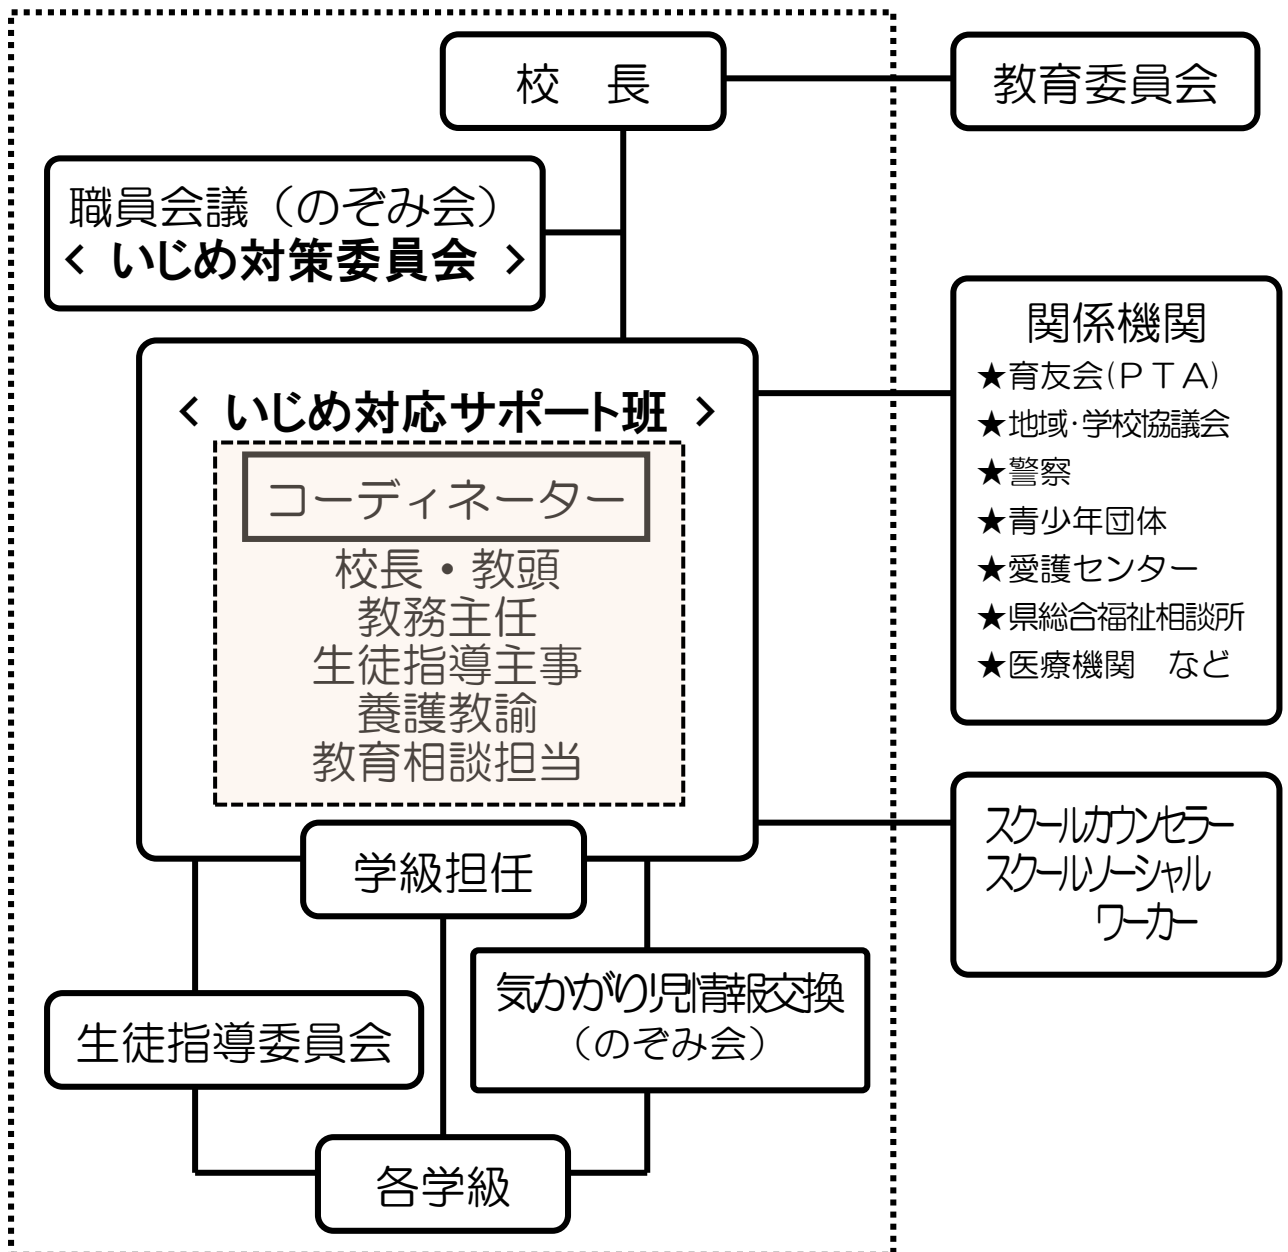 校　長
教育委員会
職員会議（のぞみ会）
< いじめ対策委員会 >
< いじめ対応サポート班 >
コーディネーター
校長・教頭
教務主任
生徒指導主事
養護教諭
教育相談担当
関係機関
★育友会(ＰＴＡ)
★地域･学校協議会
★警察
★青少年団体
★愛護センター
★県総合福祉相談所
★医療機関　など
スクールカウンセラー
スクールソーシャル
ワーカー
学級担任
気がかり児情報交換
（のぞみ会）
生徒指導委員会
各学級